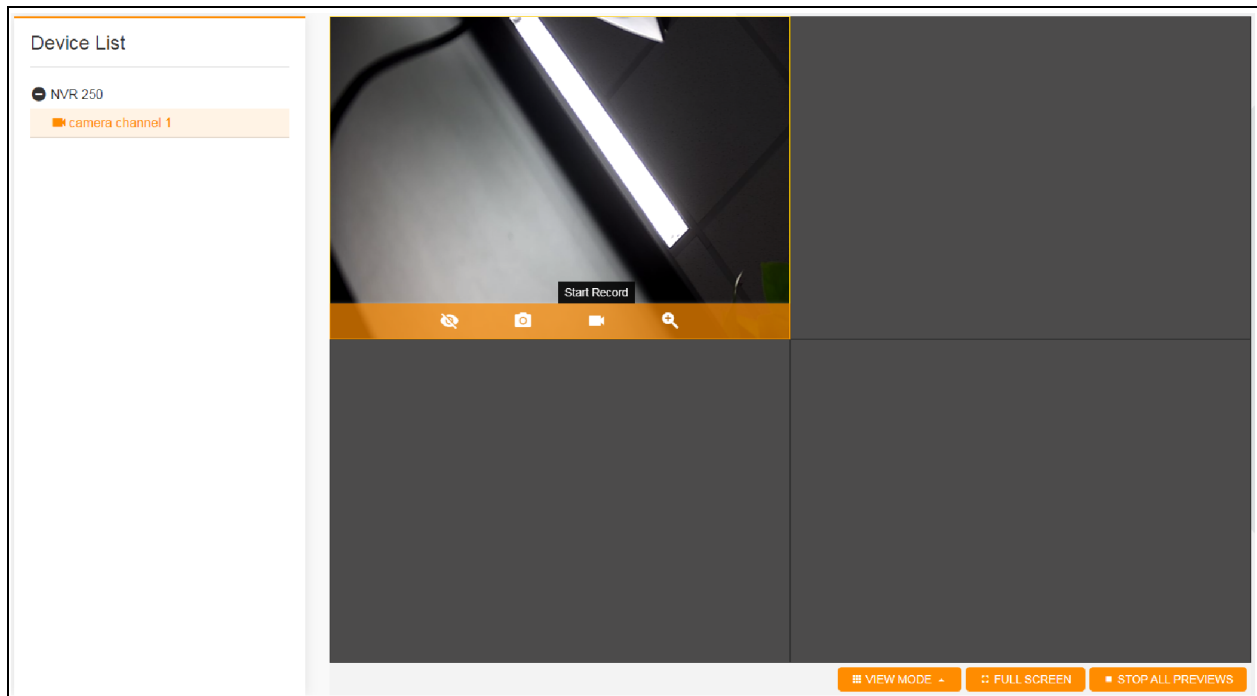 Device List
NVR 250
camera channel 1
Start Record
VIEW MODE
FULL SCREEN
STOP ALL PREVIEWS